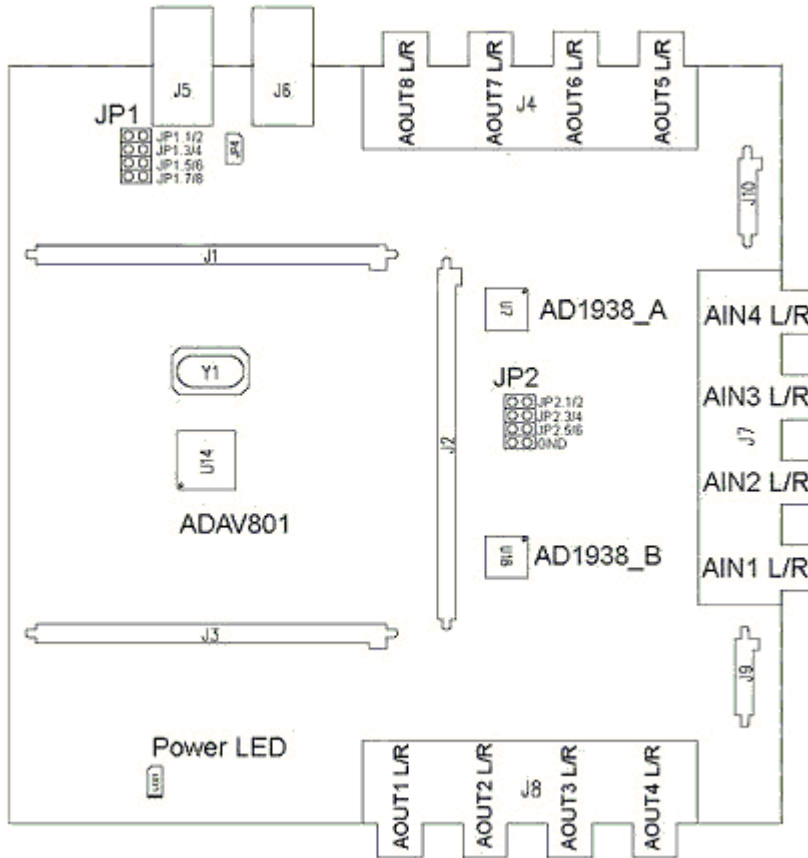 AOUT8 L/R
AOUT7 L/R
AOUT6 L/R
AOUT5 L/R
J5
J6
J4
JP1
JP1.1/2
JP1.3/4
JP1.5/6
JP1.7/8
JP4
J10
J1
U7
AD1938_A
AIN4 L/R
Y1
JP2
JP2.1/2
JP2.3/4
JP2.5/6
GND
AIN3 L/R
J7
J2
U14
AIN2 L/R
ADAV801
AD1938_B
AIN1 L/R
J3
J9
Power LED
AOUT1 L/R
AOUT2 L/R
J8
AOUT3 L/R
AOUT4 L/R